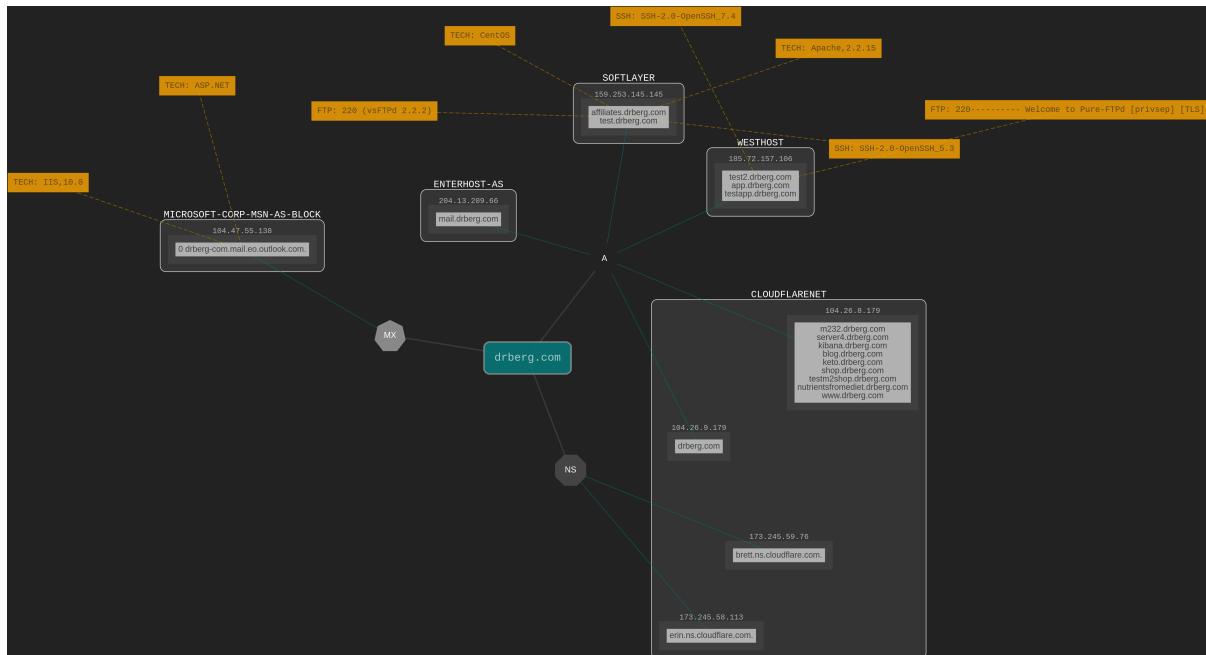 SSH: SSH-2.0-OpenSSH_7.4
TECH: CentOS
TECH: Apache,2.2.15
SOFTLAYER
TECH: ASP.NET
159.253.145.145
affiliates.drberg.com
test.drberg.com
FTP: 220 (vsFTPd 2.2.2)
FTP: 220---------- Welcome to Pure-FTPd [privsep] [TLS]
WESTHOST
SSH: SSH-2.0-OpenSSH_5.3
185.72.157.106
test2.drberg.com
app.drberg.com
testapp.drberg.com
TECH: IIS,10.0
ENTERHOST-AS
204.13.209.66
mail.drberg.com
MICROSOFT-CORP-MSN-AS-BLOCK
104.47.55.138
0 drberg-com.mail.eo.outlook.com.
A
CLOUDFLARENET
104.26.8.179
m232.drberg.com
server4.drberg.com
kibana.drberg.com
blog.drberg.com
keto.drberg.com
shop.drberg.com
testm2shop.drberg.com
nutrientsfromediet.drberg.com
www.drberg.com
MX
drberg.com
104.26.9.179
drberg.com
NS
173.245.59.76
brett.ns.cloudflare.com.
173.245.58.113
erin.ns.cloudflare.com.